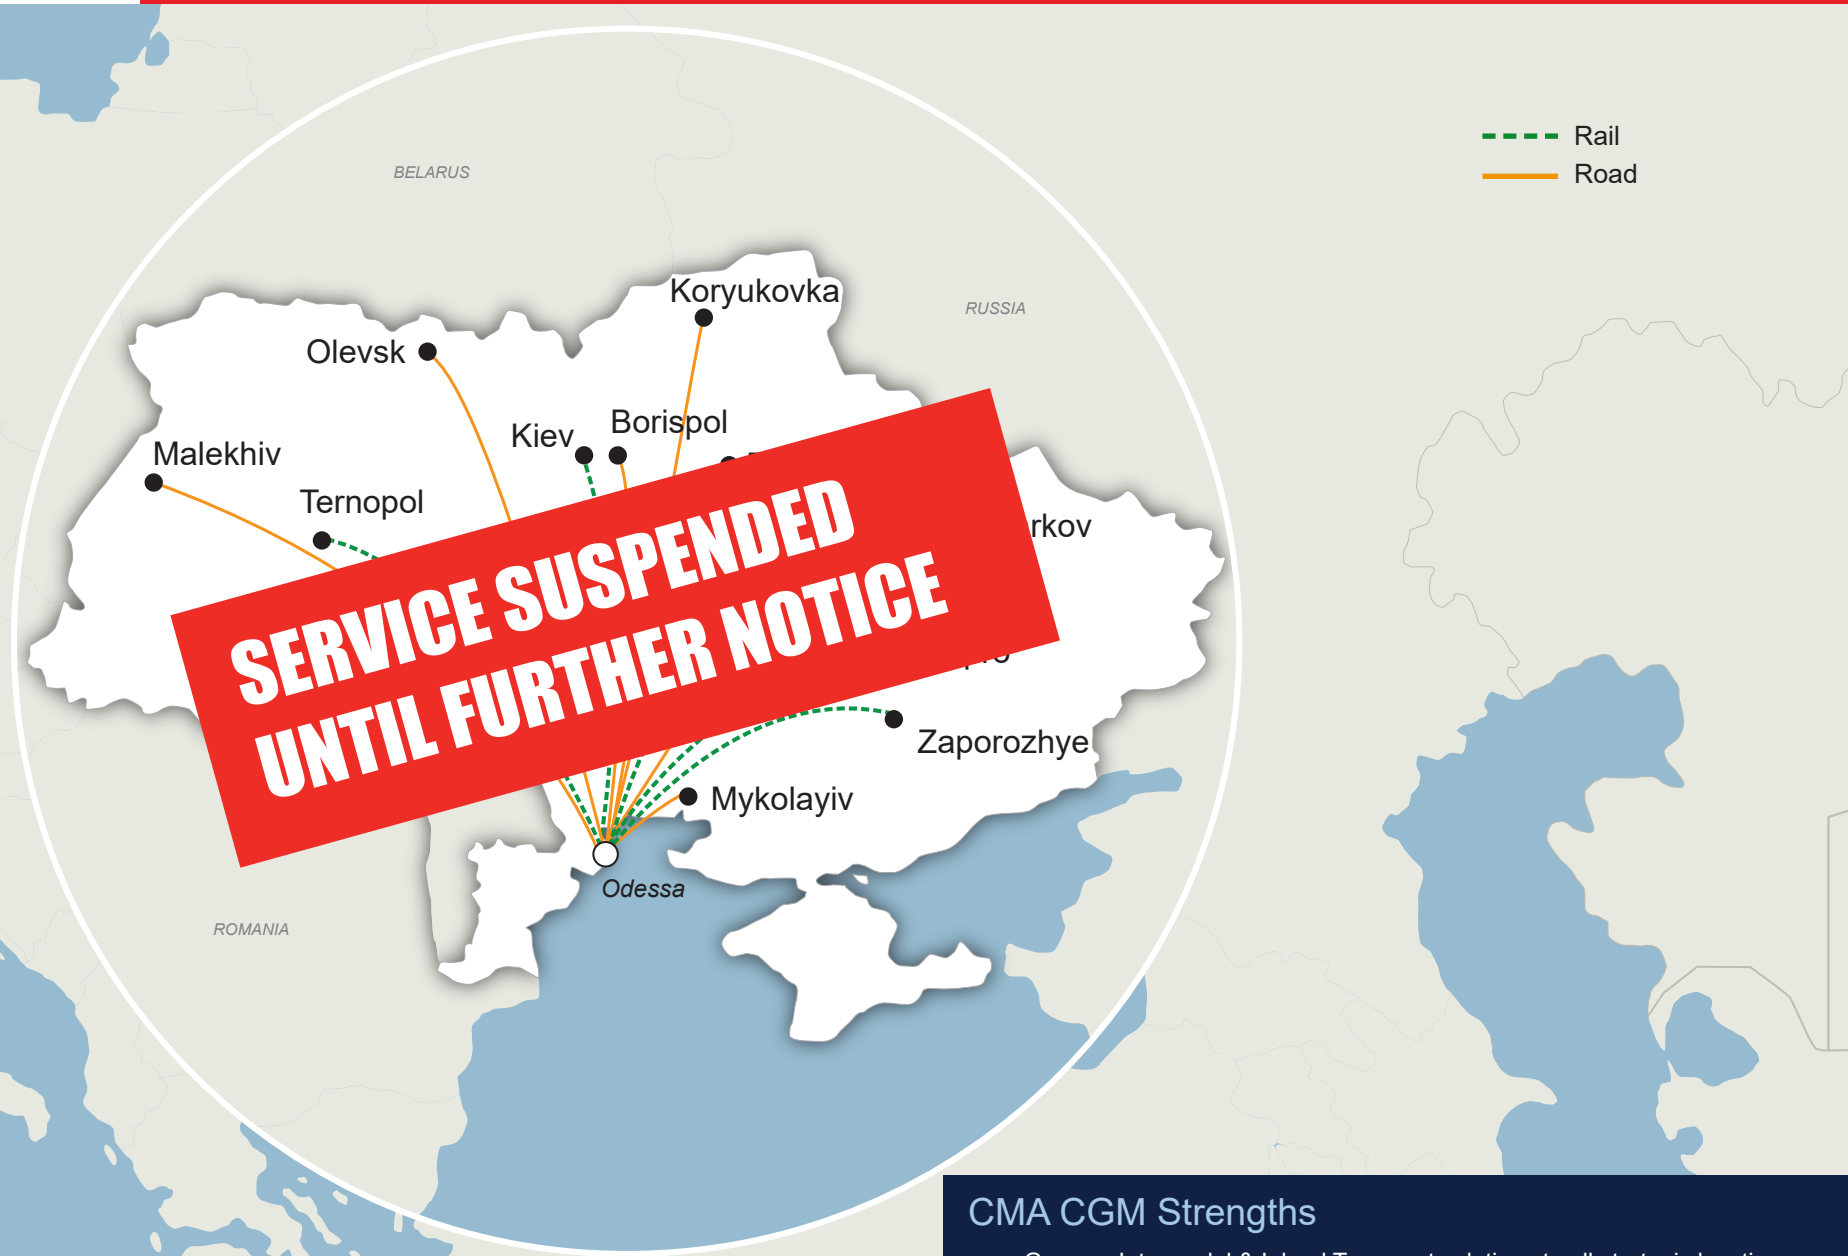 Rail
Road
BELARUS
Koryukovka
RUSSIA
Olevsk
Borispol
Kiev
Malekhiv
Ternopol
rkov
SERVICE SUSPENDED
UNTIL FURTHER NOTICE
Zaporozhye
Mykolayiv
Odessa
ROMANIA
CMA CGM Strengths